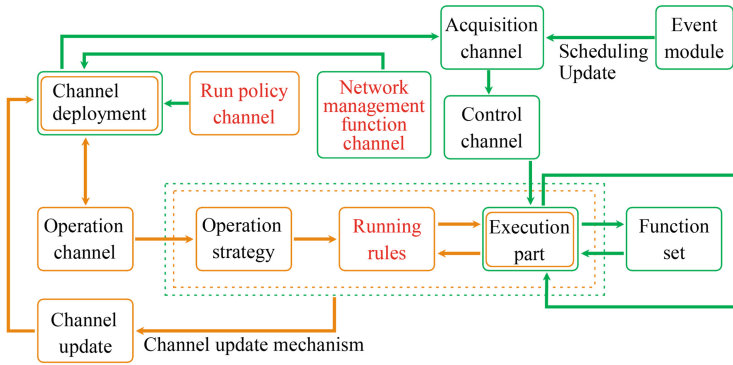 Acquisition
channel
Event
module
Scheduling
Update
Channel
deployment
Run policy
channel
Network
management
function
channel
Control
channel
Operation
channel
Operation
strategy
Running
rules
Execution
part
Function
set
Channel
update
Channel update mechanism